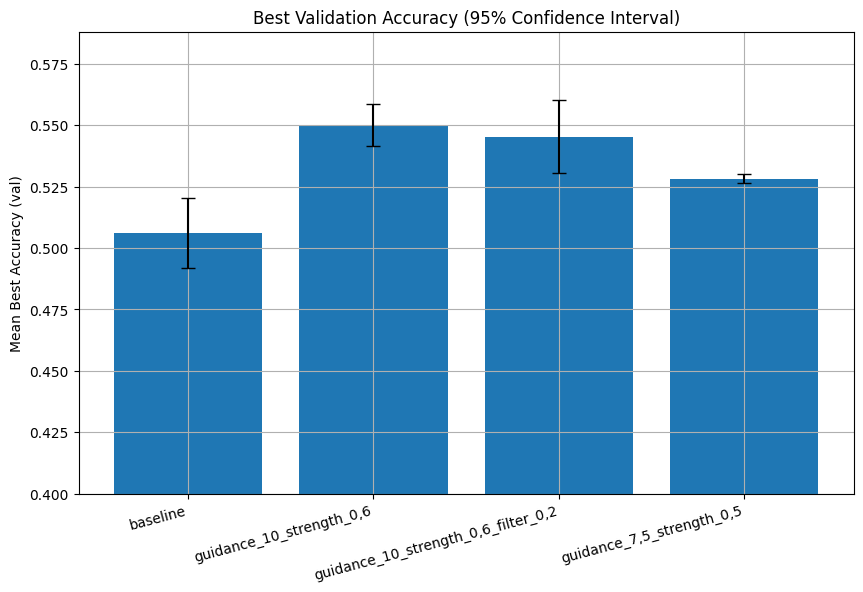 Best Validation Accuracy (95% Confidence Interval)
Mean Best Accuracy (val)
0.575
0.550
0.525
0.500
0.475
0.450
0.425
0.400
baseline
guidance_10_strength_0,6
guidance_10_strength_0,6_filter_0,2
guidance_7,5_strength_0,5